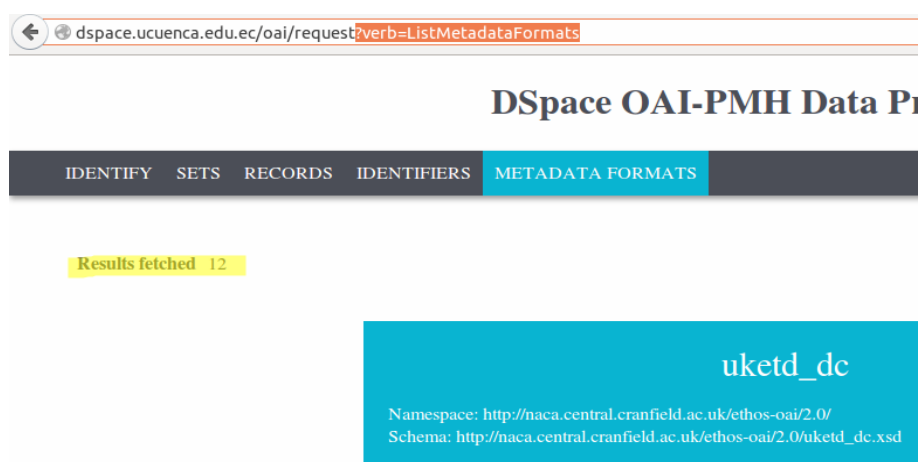 dspace.ucuenca.edu.ec/oai/request?verb=ListMetadataFormats
DSpace OAI-PMH Data
IDENTIFY SETS RECORDS IDENTIFIERS METADATA FORMATS
Results fetched 12
uketd_dc
Namespace: http://naca.central.cranfield.ac.uk/ethos-oai/2.0/
Schema: http://naca.central.cranfield.ac.uk/ethos-oai/2.0/uketd_dc.xsd